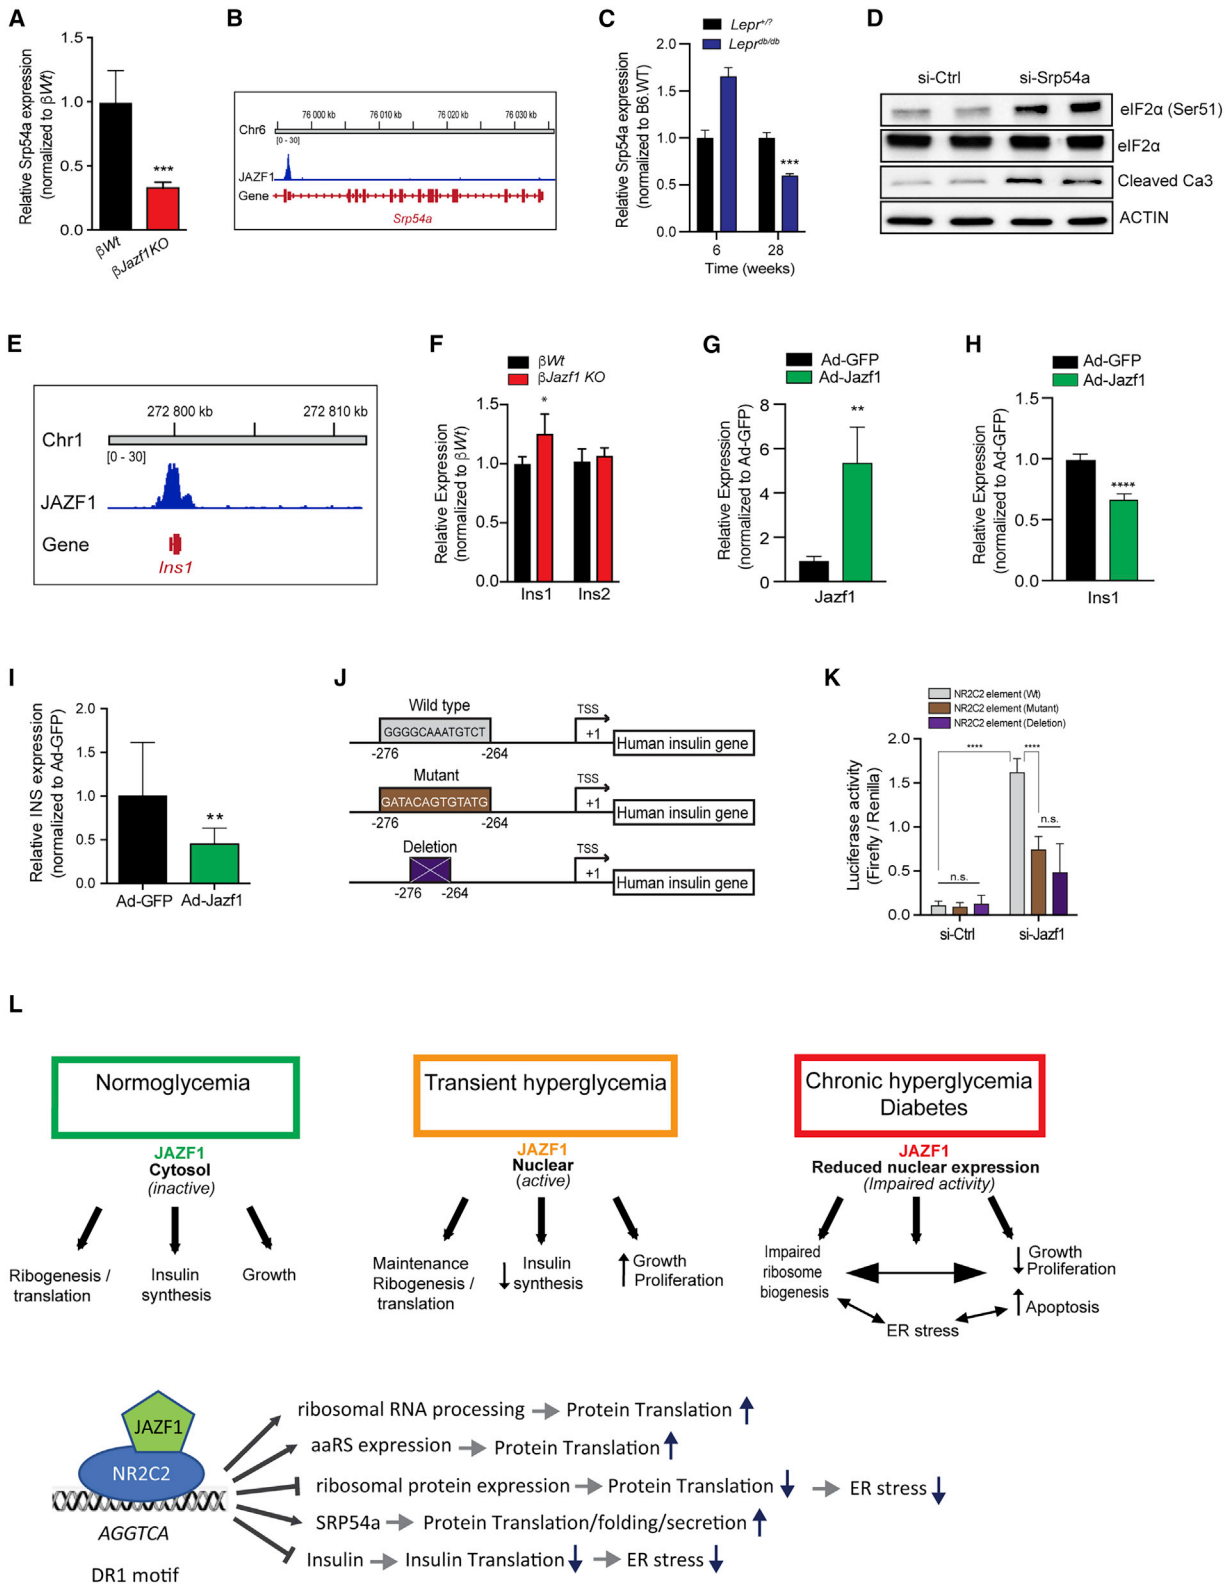 A
Relative Srp54a expression
(normalized to βWt)
1.5
1.0
0.5
0.0
***
βWt
βJazf1KO
B
76 000 kb
76 010 kb
76 020 kb
76 030 kb
Chr6
[0 - 30]
JAZF1
Gene
Srp54a
C
Lepr+/?
Leprdb/db
Relative Srp54a expression
(normalized to B6.WT)
2.0
1.5
1.0
0.5
0.0
***
6
28
Time (weeks)
D
si-Ctrl
si-Srp54a
eIF2α (Ser51)
eIF2α
Cleaved Ca3
ACTIN
E
272 800 kb
272 810 kb
Chr1
[0 - 30]
JAZF1
Gene
Ins1
F
βWt
βJazf1 KO
Relative Expression
(normalized to βWt)
1.5
1.0
0.5
0.0
*
Ins1
Ins2
G
Ad-GFP
Ad-Jazf1
Relative Expression
(normalized to Ad-GFP)
8
6
4
2
0
**
Jazf1
H
Ad-GFP
Ad-Jazf1
Relative Expression
(normalized to Ad-GFP)
1.5
1.0
0.5
0.0
****
Ins1
I
Relative INS expression
(normalized to Ad-GFP)
2.0
1.5
1.0
0.5
0.0
**
Ad-GFP
Ad-Jazf1
J
Wild type
GGGGCAAATGTCT
-276
-264
TSS
+1
Human insulin gene
Mutant
GATACAGTGTATG
-276
-264
TSS
+1
Human insulin gene
Deletion
-276
-264
TSS
+1
Human insulin gene
K
NR2C2 element (Wt)
NR2C2 element (Mutant)
NR2C2 element (Deletion)
Luciferase activity
(Firefly / Renilla)
2.0
1.5
1.0
0.5
0.0
****
****
n.s.
n.s.
si-Ctrl
si-Jazf1
L
Normoglycemia
JAZF1
Cytosol
(inactive)
Ribogenesis /
translation
Insulin
synthesis
Growth
Transient hyperglycemia
JAZF1
Nuclear
(active)
Maintenance
Ribogenesis /
translation
↓ Insulin
synthesis
↑ Growth
Proliferation
Chronic hyperglycemia
Diabetes
JAZF1
Reduced nuclear expression
(Impaired activity)
Impaired
ribosome
biogenesis
↓ Growth
Proliferation
↑ Apoptosis
ER stress
JAZF1
NR2C2
AGGTCA
DR1 motif
ribosomal RNA processing → Protein Translation ↑
aaRS expression → Protein Translation ↑
ribosomal protein expression → Protein Translation ↓ → ER stress ↓
SRP54a → Protein Translation/folding/secretion ↑
Insulin → Insulin Translation ↓ → ER stress ↓